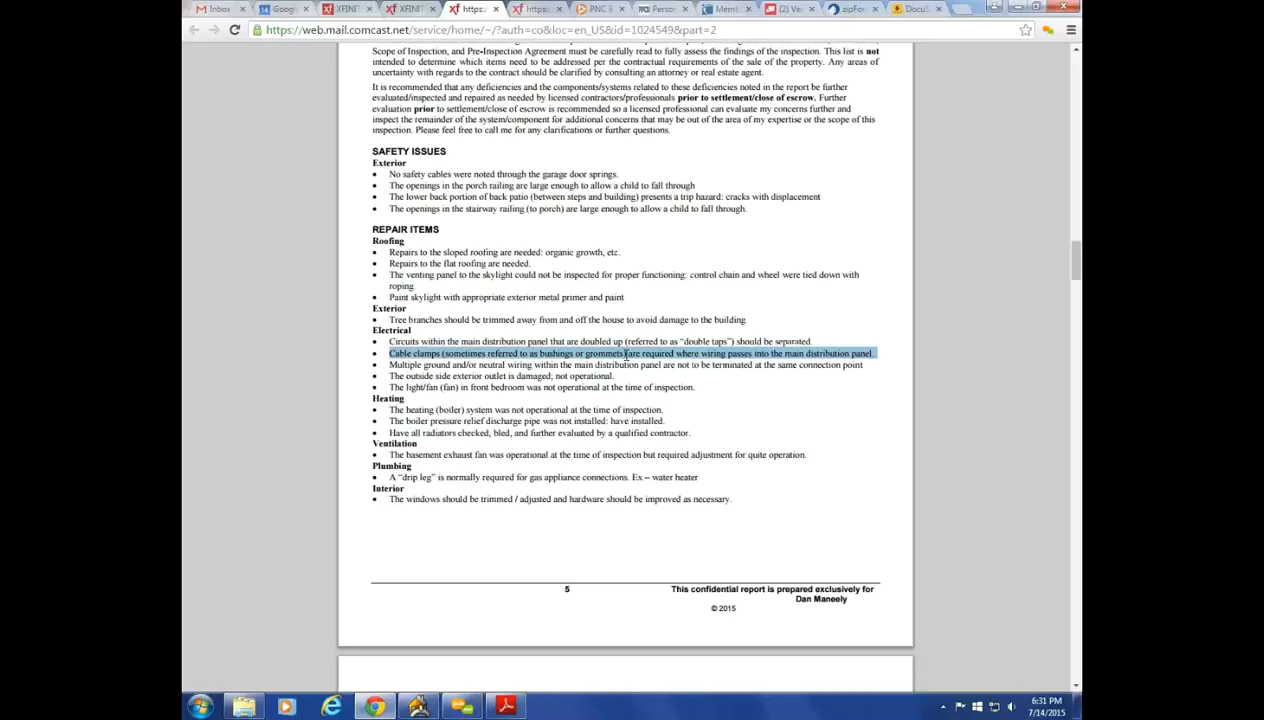 Inbox
Googl
XFINIT
XFINIT
https:/
https:
PNC B
Person
Memb
(2) Ve
zipFor
DocuS
https://web.mail.comcast.net/service/home/~/?auth=co&loc=en_US&id=1024549&part=2
Scope of Inspection, and Pre-Inspection Agreement must be carefully read to fully assess the findings of the inspection. This list is not
intended to determine which items need to be addressed per the contractual requirements of the sale of the property. Any areas of
uncertainty with regards to the contract should be clarified by consulting an attorney or real estate agent.
It is recommended that any deficiencies and the components/systems related to these deficiencies noted in the report be further
evaluated/inspected and repaired as needed by licensed contractors/professionals prior to settlement/close of escrow. Further
evaluation prior to settlement/close of escrow is recommended so a licensed professional can evaluate my concerns further and
inspect the remainder of the system/component for additional concerns that may be out of the area of my expertise or the scope of this
inspection. Please feel free to call me for any clarifications or further questions.
SAFETY ISSUES
Exterior
• No safety cables were noted through the garage door springs.
• The openings in the porch railing are large enough to allow a child to fall through
• The lower back portion of back patio (between steps and building) presents a trip hazard: cracks with displacement
• The openings in the stairway railing (to porch) are large enough to allow a child to fall through.
REPAIR ITEMS
Roofing
• Repairs to the sloped roofing are needed: organic growth, etc.
• Repairs to the flat roofing are needed.
• The venting panel to the skylight could not be inspected for proper functioning: control chain and wheel were tied down with
roping.
• Paint skylight with appropriate exterior metal primer and paint
Exterior
• Tree branches should be trimmed away from and off the house to avoid damage to the building
Electrical
• Circuits within the main distribution panel that are doubled up (referred to as “double taps”) should be separated.
• Cable clamps (sometimes referred to as bushings or grommets) are required where wiring passes into the main distribution panel.
• Multiple ground and/or neutral wiring within the main distribution panel are not to be terminated at the same connection point
• The outside side exterior outlet is damaged; not operational.
• The light/fan (fan) in front bedroom was not operational at the time of inspection.
Heating
• The heating (boiler) system was not operational at the time of inspection.
• The boiler pressure relief discharge pipe was not installed: have installed.
• Have all radiators checked, bled, and further evaluated by a qualified contractor.
Ventilation
• The basement exhaust fan was operational at the time of inspection but required adjustment for quite operation.
Plumbing
• A “drip leg” is normally required for gas appliance connections. Ex – water heater
Interior
• The windows should be trimmed / adjusted and hardware should be improved as necessary.
5
This confidential report is prepared exclusively for
Dan Maneely
© 2015
6:31 PM
7/14/2015